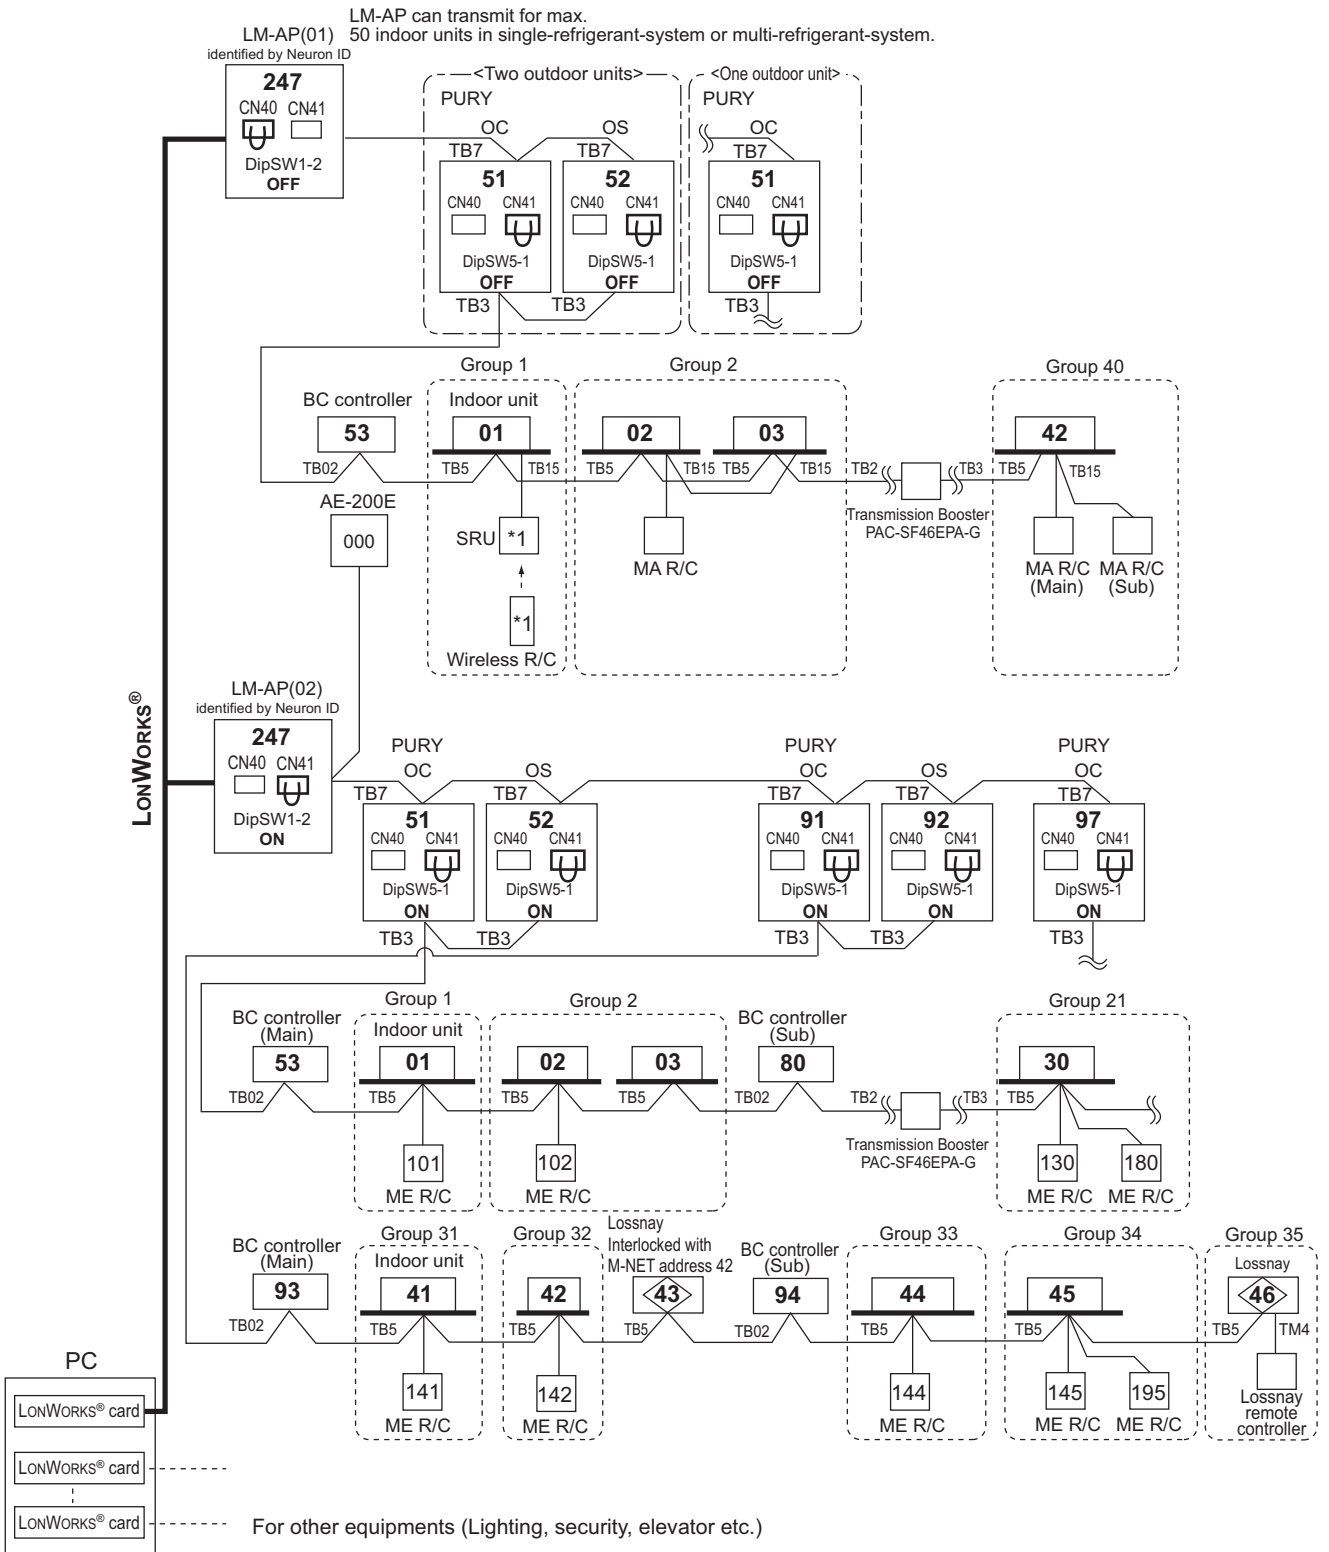 LM-AP can transmit for max.
LM-AP(01) 50 indoor units in single-refrigerant-system or multi-refrigerant-system.
identified by Neuron ID
247
CN40 CN41
DipSW1-2
OFF
<Two outdoor units> <One outdoor unit>
PURY PURY
OC OS OC
TB7 TB7 TB7
51 52 51
CN40 CN41 CN40 CN41 CN40 CN41
DipSW5-1 DipSW5-1 DipSW5-1
OFF OFF OFF
TB3 TB3 TB3
Group 1 Group 2 Group 40
BC controller Indoor unit
53 01 02 03 42
TB02 TB5 TB15 TB5 TB15 TB5 TB15 TB2 TB3 TB5 TB15
AE-200E
000
SRU *1
MA R/C
Transmission Booster
PAC-SF46EPA-G
MA R/C MA R/C
(Main) (Sub)
*1
Wireless R/C
LONWORKS®
LM-AP(02)
identified by Neuron ID
247
CN40 CN41
DipSW1-2
ON
PURY PURY PURY
OC OS OC OS OC
TB7 TB7 TB7 TB7 TB7
51 52 91 92 97
CN40 CN41 CN40 CN41 CN40 CN41 CN40 CN41 CN40 CN41
DipSW5-1 DipSW5-1 DipSW5-1 DipSW5-1 DipSW5-1
ON ON ON ON ON
TB3 TB3 TB3 TB3 TB3
Group 1 Group 2 Group 21
BC controller
(Main)
Indoor unit
BC controller
(Sub)
53 01 02 03 80 30
TB02 TB5 TB5 TB5 TB02 TB2 TB3 TB5
Transmission Booster
PAC-SF46EPA-G
101 102 130 180
ME R/C ME R/C ME R/C ME R/C
Group 31 Group 32 Group 33 Group 34 Group 35
BC controller
(Main)
Indoor unit
Lossnay
Interlocked with
M-NET address 42
BC controller
(Sub)
Lossnay
93 41 42 43 94 44 45 46
TB02 TB5 TB5 TB5 TB02 TB5 TB5 TB5 TM4
141 142 144 145 195
ME R/C ME R/C ME R/C ME R/C ME R/C
Lossnay
remote
controller
PC
LONWORKS® card
LONWORKS® card
LONWORKS® card
For other equipments (Lighting, security, elevator etc.)